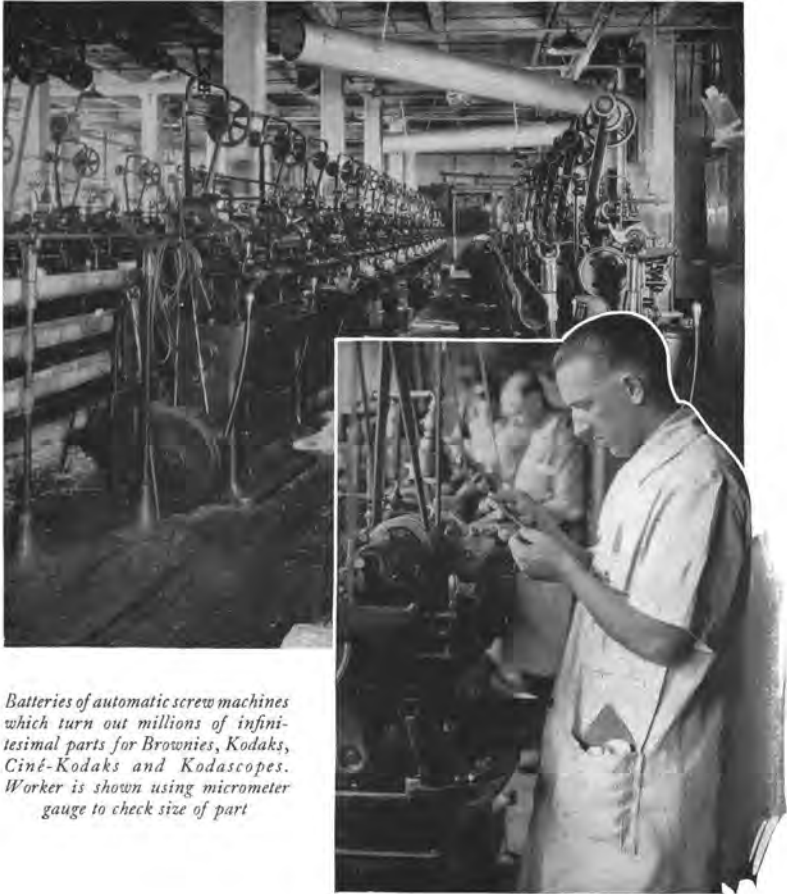 Batteries of automatic screw machines
which turn out millions of infini-
tesimal parts for Brownies, Kodaks,
Ciné-Kodaks and Kodascopes.
Worker is shown using micrometer
gauge to check size of part